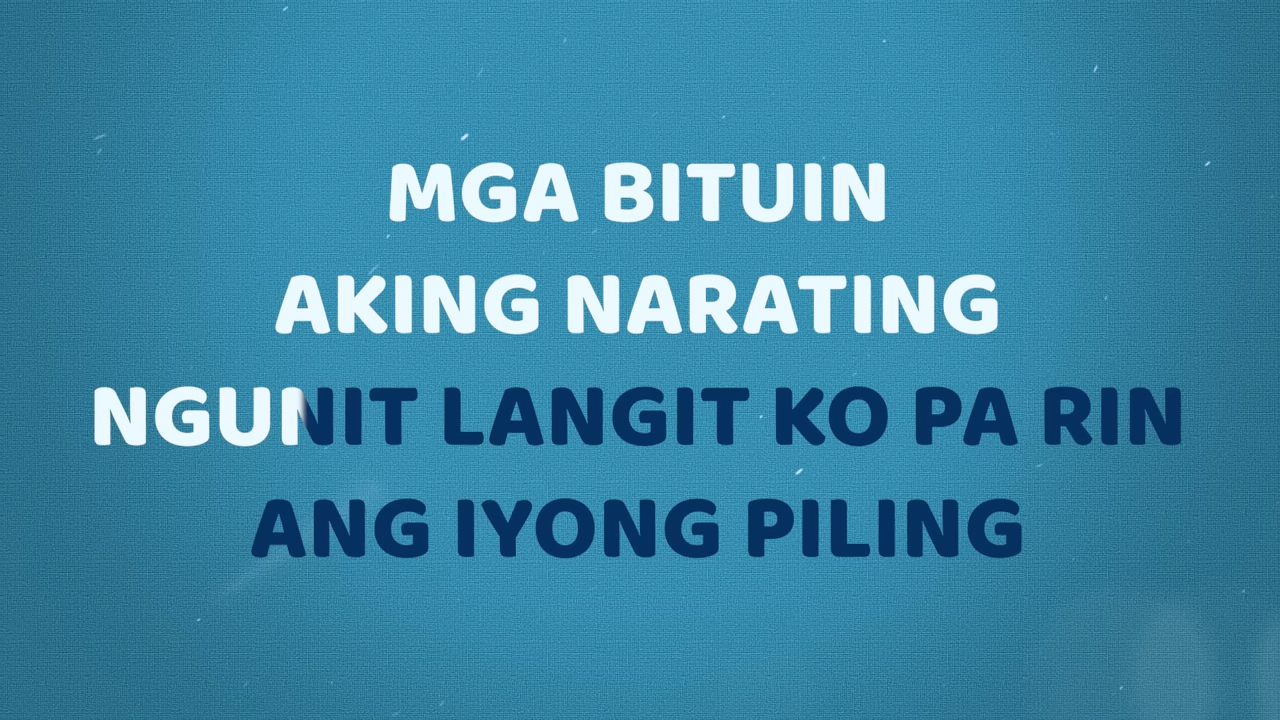 MGA BITUIN
AKING NARATING
NGUNIT LANGIT KO PA RIN
ANG IYONG PILING